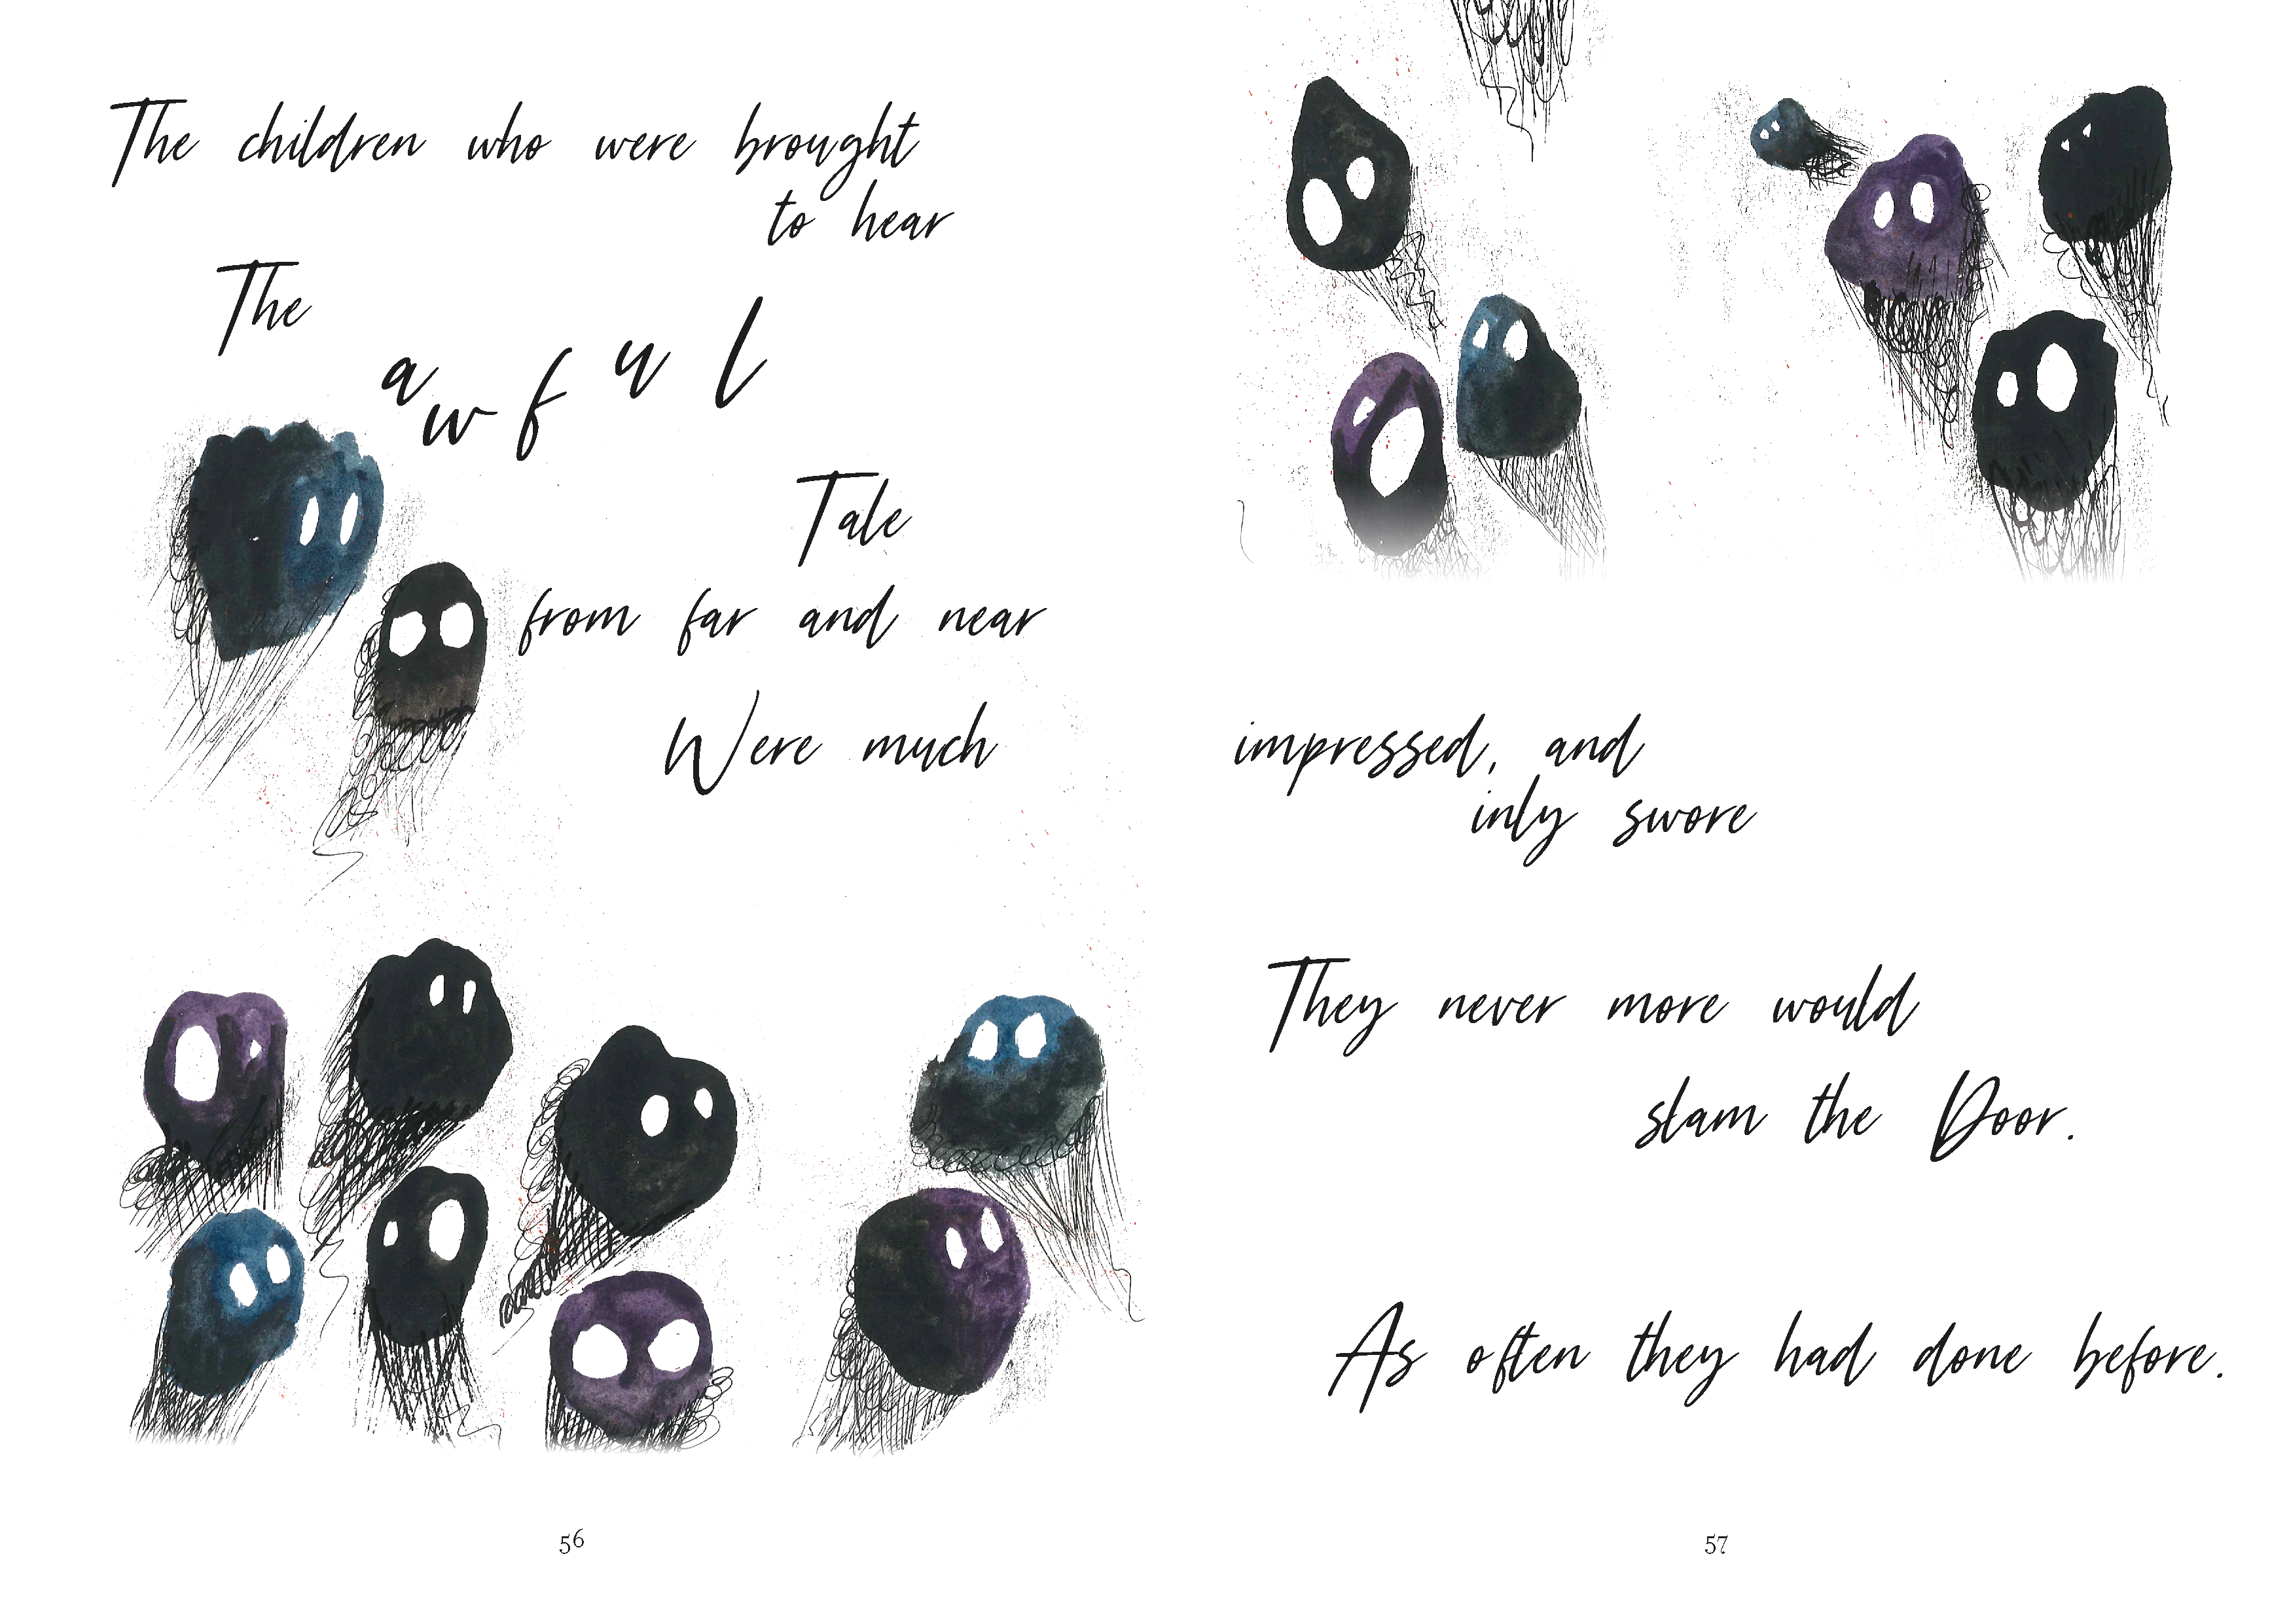 The children who were brought
to hear
The
awful
Tale
from far and near
Were much
impressed, and
inly swore
They never more would
slam the Door.
As often they had done before.
56
57